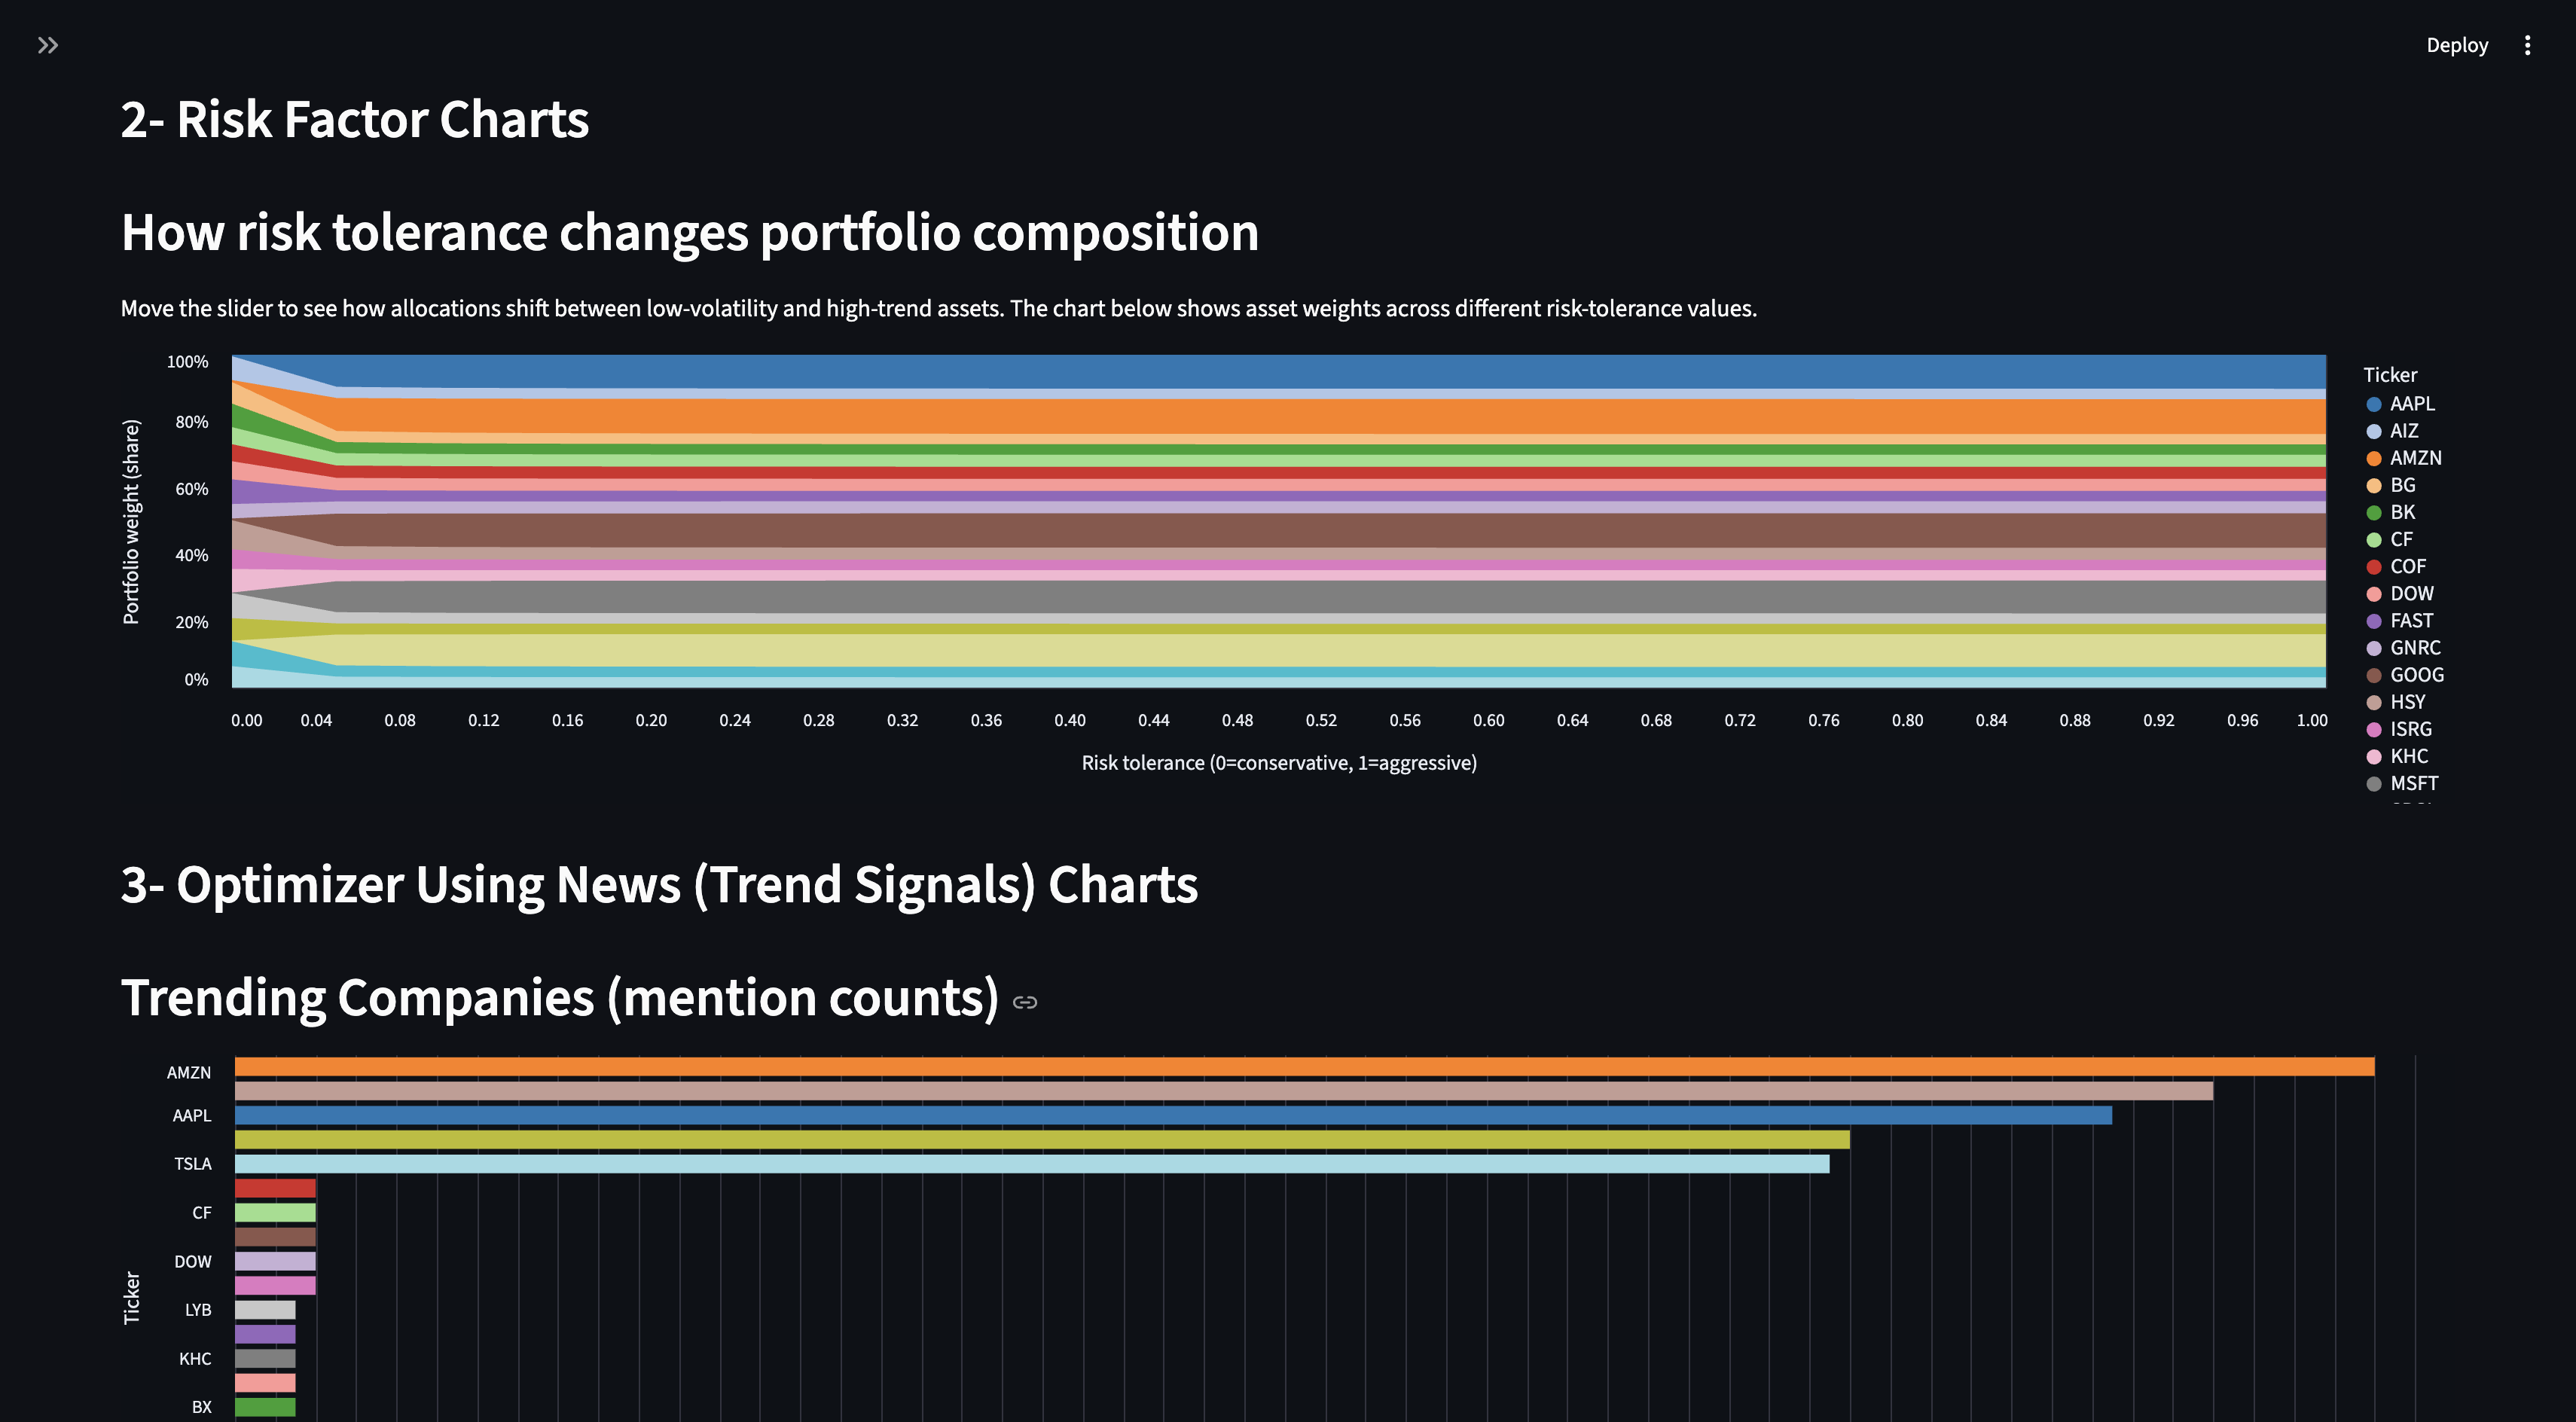 Deploy
2- Risk Factor Charts
How risk tolerance changes portfolio composition
Move the slider to see how allocations shift between low-volatility and high-trend assets. The chart below shows asset weights across different risk-tolerance values.
Portfolio weight (share)
100%
80%
60%
40%
20%
0%
0.00 0.04 0.08 0.12 0.16 0.20 0.24 0.28 0.32 0.36 0.40 0.44 0.48 0.52 0.56 0.60 0.64 0.68 0.72 0.76 0.80 0.84 0.88 0.92 0.96 1.00
Risk tolerance (0=conservative, 1=aggressive)
Ticker
AAPL
AIZ
AMZN
BG
BK
CF
COF
DOW
FAST
GNRC
GOOG
HSY
ISRG
KHC
MSFT
3- Optimizer Using News (Trend Signals) Charts
Trending Companies (mention counts)
Ticker
AMZN
AAPL
TSLA
CF
DOW
LYB
KHC
BX